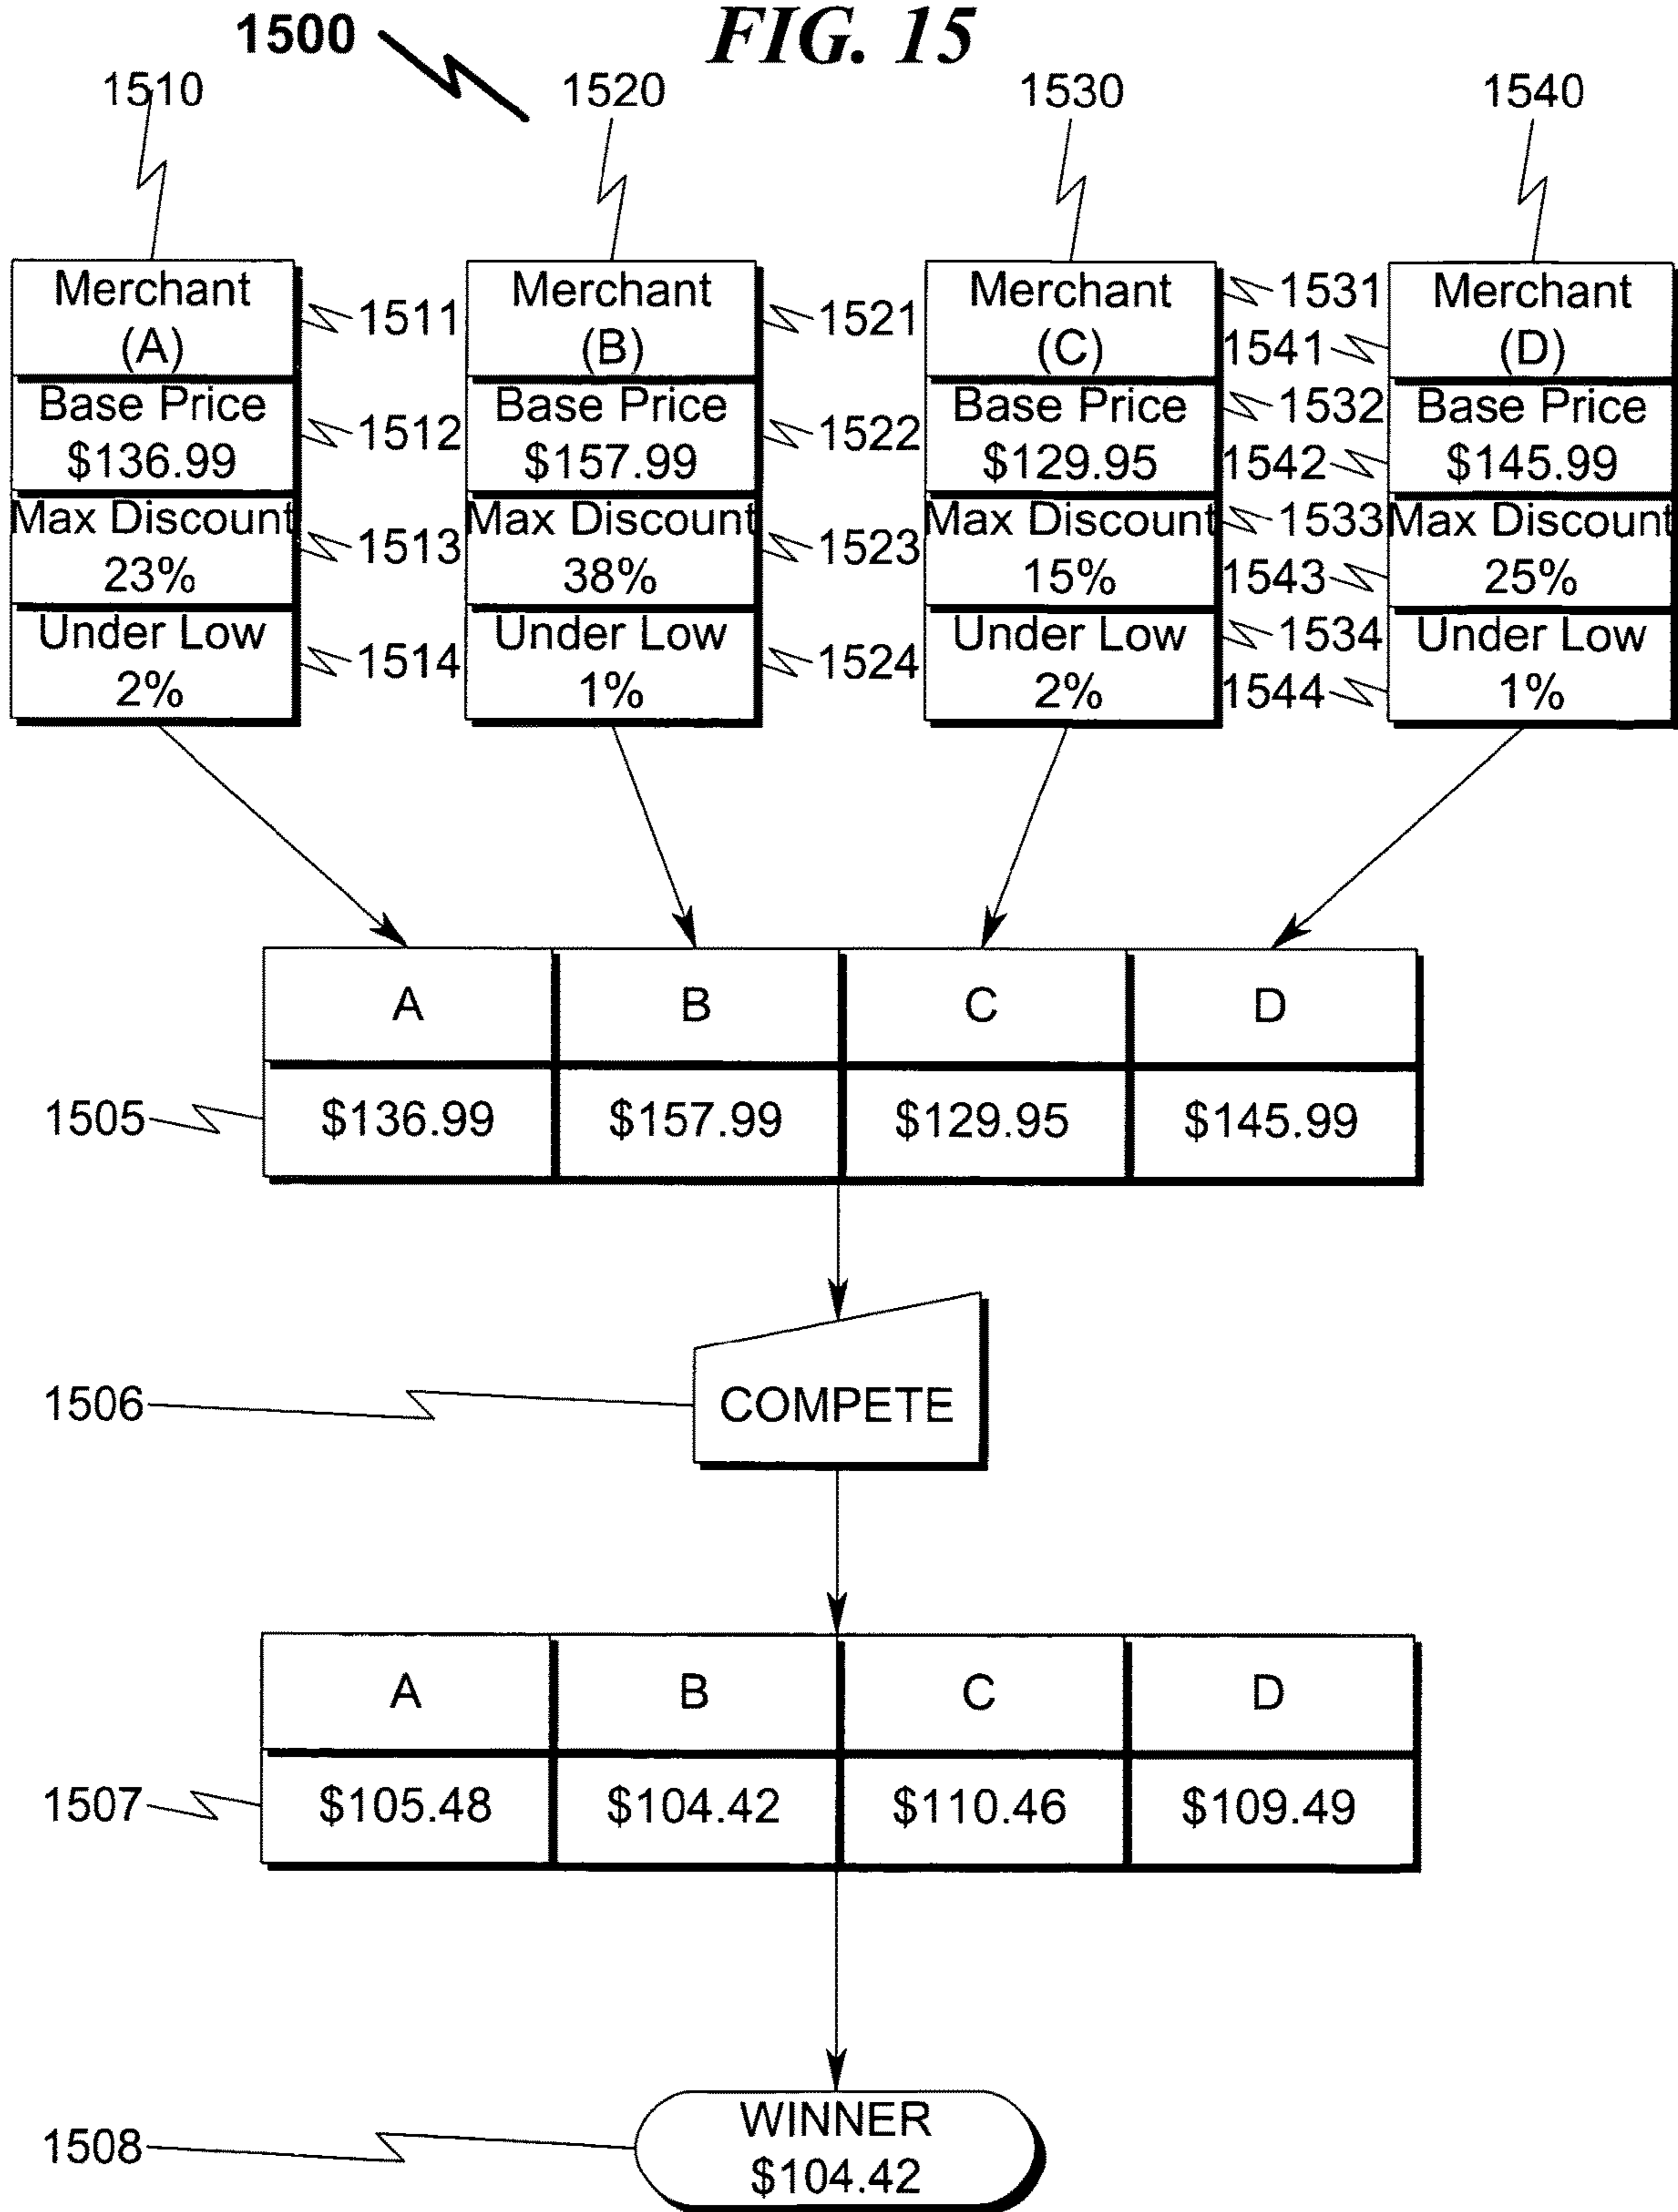 FIG. 15
1500
1510
1520
1530
1540
Merchant
(A)
1511
Base Price
$136.99
1512
Max Discount
23%
1513
Under Low
2%
1514
Merchant
(B)
1521
Base Price
$157.99
1522
Max Discount
38%
1523
Under Low
1%
1524
Merchant
(C)
1531
Base Price
$129.95
1532
Max Discount
15%
1533
Under Low
2%
1534
Merchant
(D)
1541
Base Price
$145.99
1542
Max Discount
25%
1543
Under Low
1%
1544
A B C D
1505 $136.99 $157.99 $129.95 $145.99
1506 COMPETE
A B C D
1507 $105.48 $104.42 $110.46 $109.49
WINNER
1508
$104.42